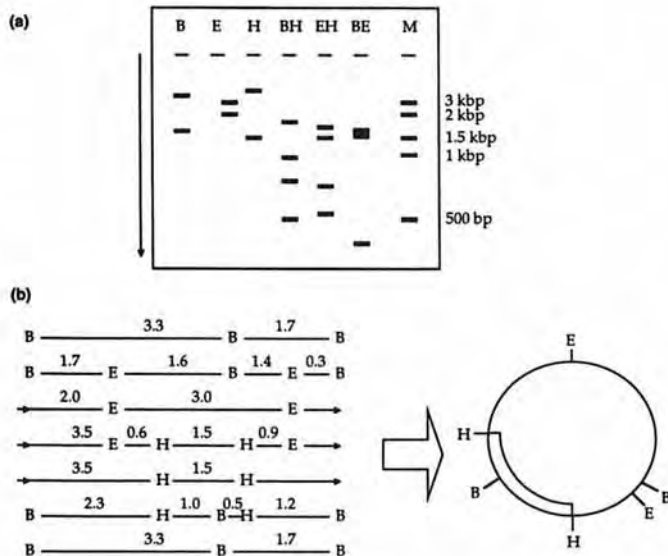 (a)
B E H BH EH BE M
3 kbp
2 kbp
1.5 kbp
1 kbp
500 bp
(b)
3.3 1.7
B B B
1.7 1.6 1.4 0.3
B E B E B
2.0 3.0
E E
3.5 0.6 1.5 0.9
E H H E
3.5 1.5
H H
2.3 1.0 0.5 1.2
B H B H B
3.3 1.7
B B B
E
H
B
B
E
H